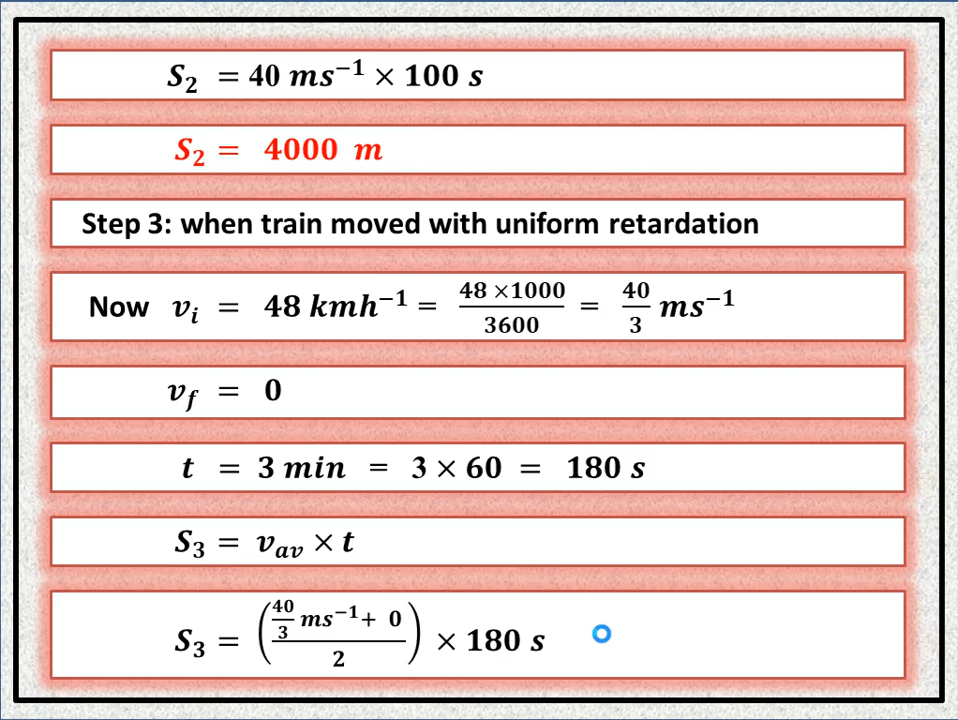 S₂ = 40 ms⁻¹ × 100 s
S₂ = 4000 m
Step 3: when train moved with uniform retardation
Now vᵢ = 48 kmh⁻¹ = (48 ×1000)/3600 = 40/3 ms⁻¹
v_f = 0
t = 3 min = 3 × 60 = 180 s
S₃ = v_av × t
S₃ = ((40/3 ms⁻¹+ 0)/2) × 180 s